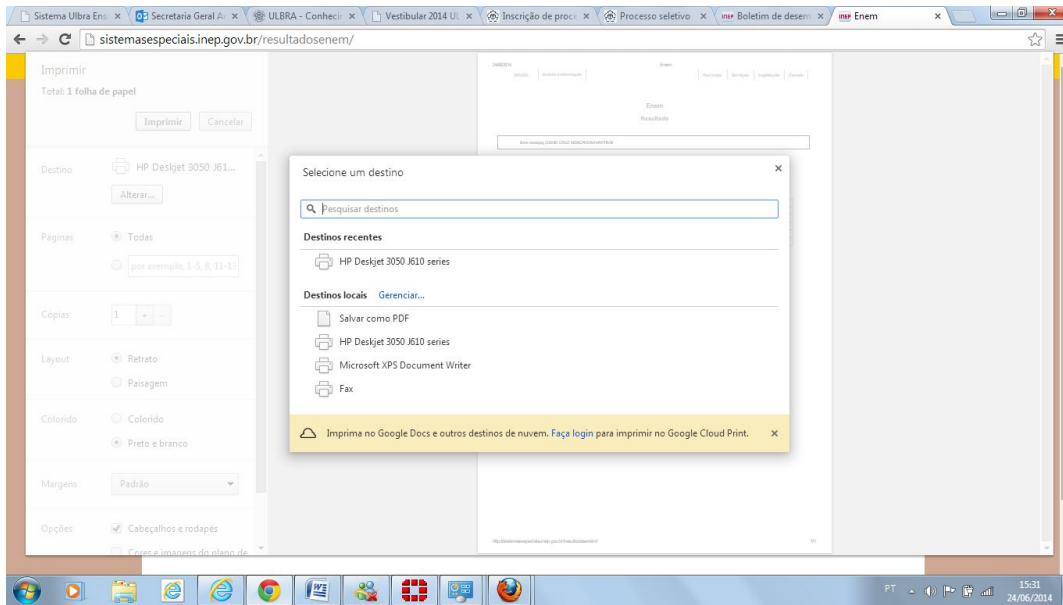 Sistema Ulbra Ens
Secretaria Geral Ar
ULBRA - Conhecir
Vestibular 2014 UL
Inscrição de proce
Processo seletivo
INEP Boletim de desem
INEP Enem
sistemasespeciais.inep.gov.br/resultadosenem/
Imprimir
Total: 1 folha de papel
Imprimir Cancelar
Destino HP Deskjet 3050 J61...
Alterar...
Páginas Todas
por exemplo, 1-5, 8, 11-13
Cópias 1 + -
Layout Retrato
Paisagem
Colorido Colorido
Preto e branco
Margens Padrão
Opções Cabeçalhos e rodapés
Cores e imagens do plano de
Enem
Enem
Resultado
Selecione um destino
Pesquisar destinos
Destinos recentes
HP Deskjet 3050 J610 series
Destinos locais Gerenciar...
Salvar como PDF
HP Deskjet 3050 J610 series
Microsoft XPS Document Writer
Fax
Imprima no Google Docs e outros destinos de nuvem. Faça login para imprimir no Google Cloud Print.
PT
15:31
24/06/2014